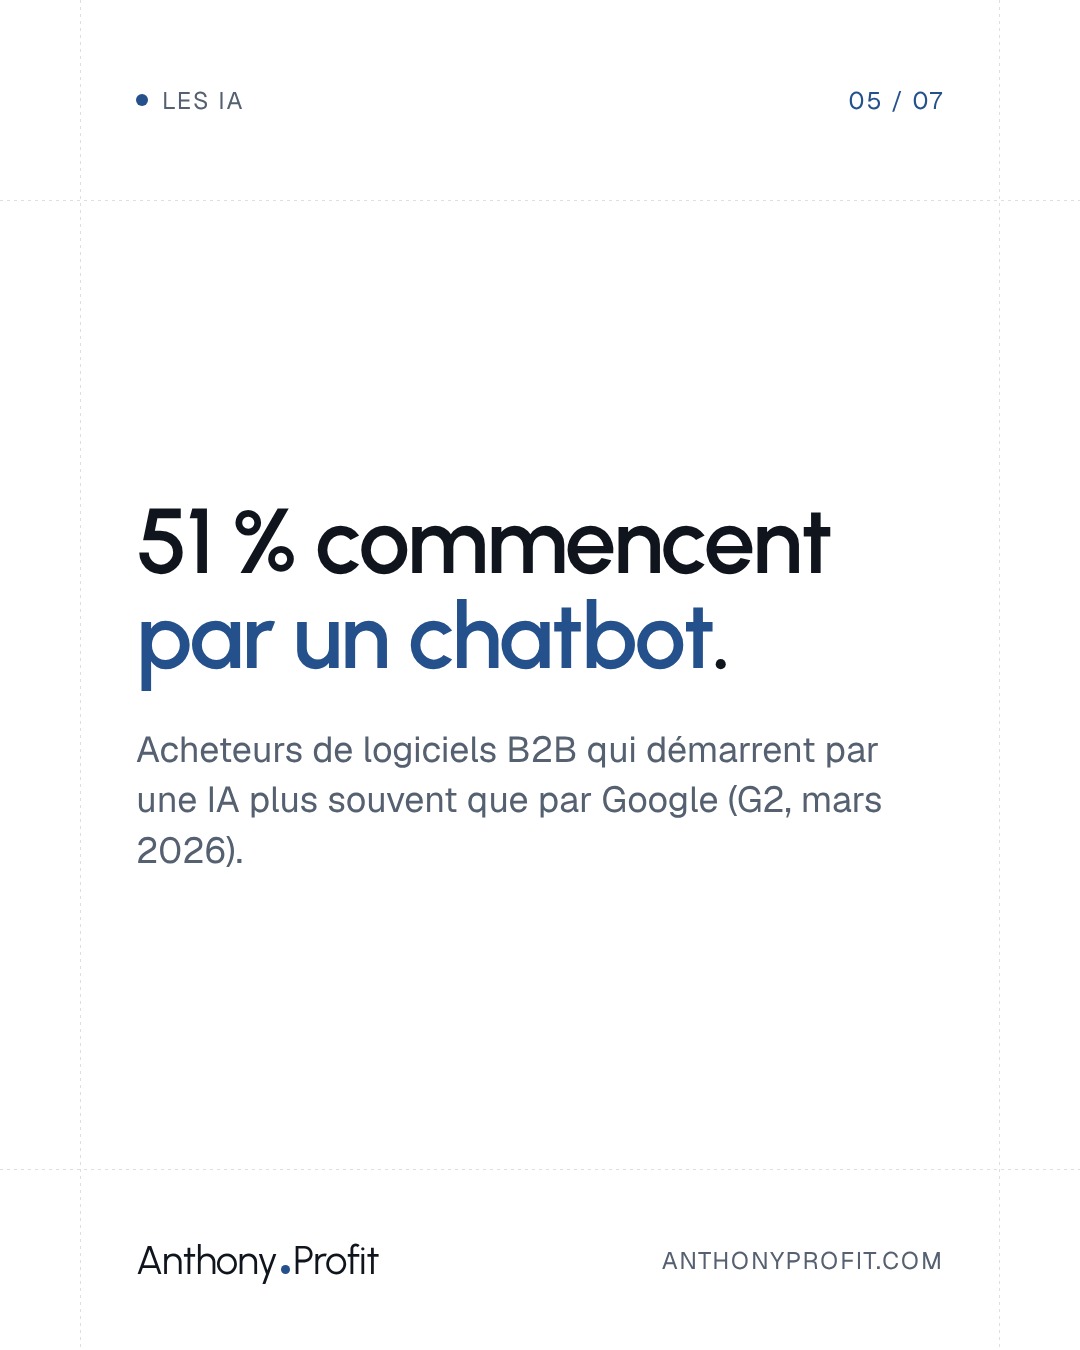 LES IA
05 / 07
51 % commencent
par un chatbot.
Acheteurs de logiciels B2B qui démarrent par
une IA plus souvent que par Google (G2, mars
2026).
Anthony.Profit
ANTHONYPROFIT.COM